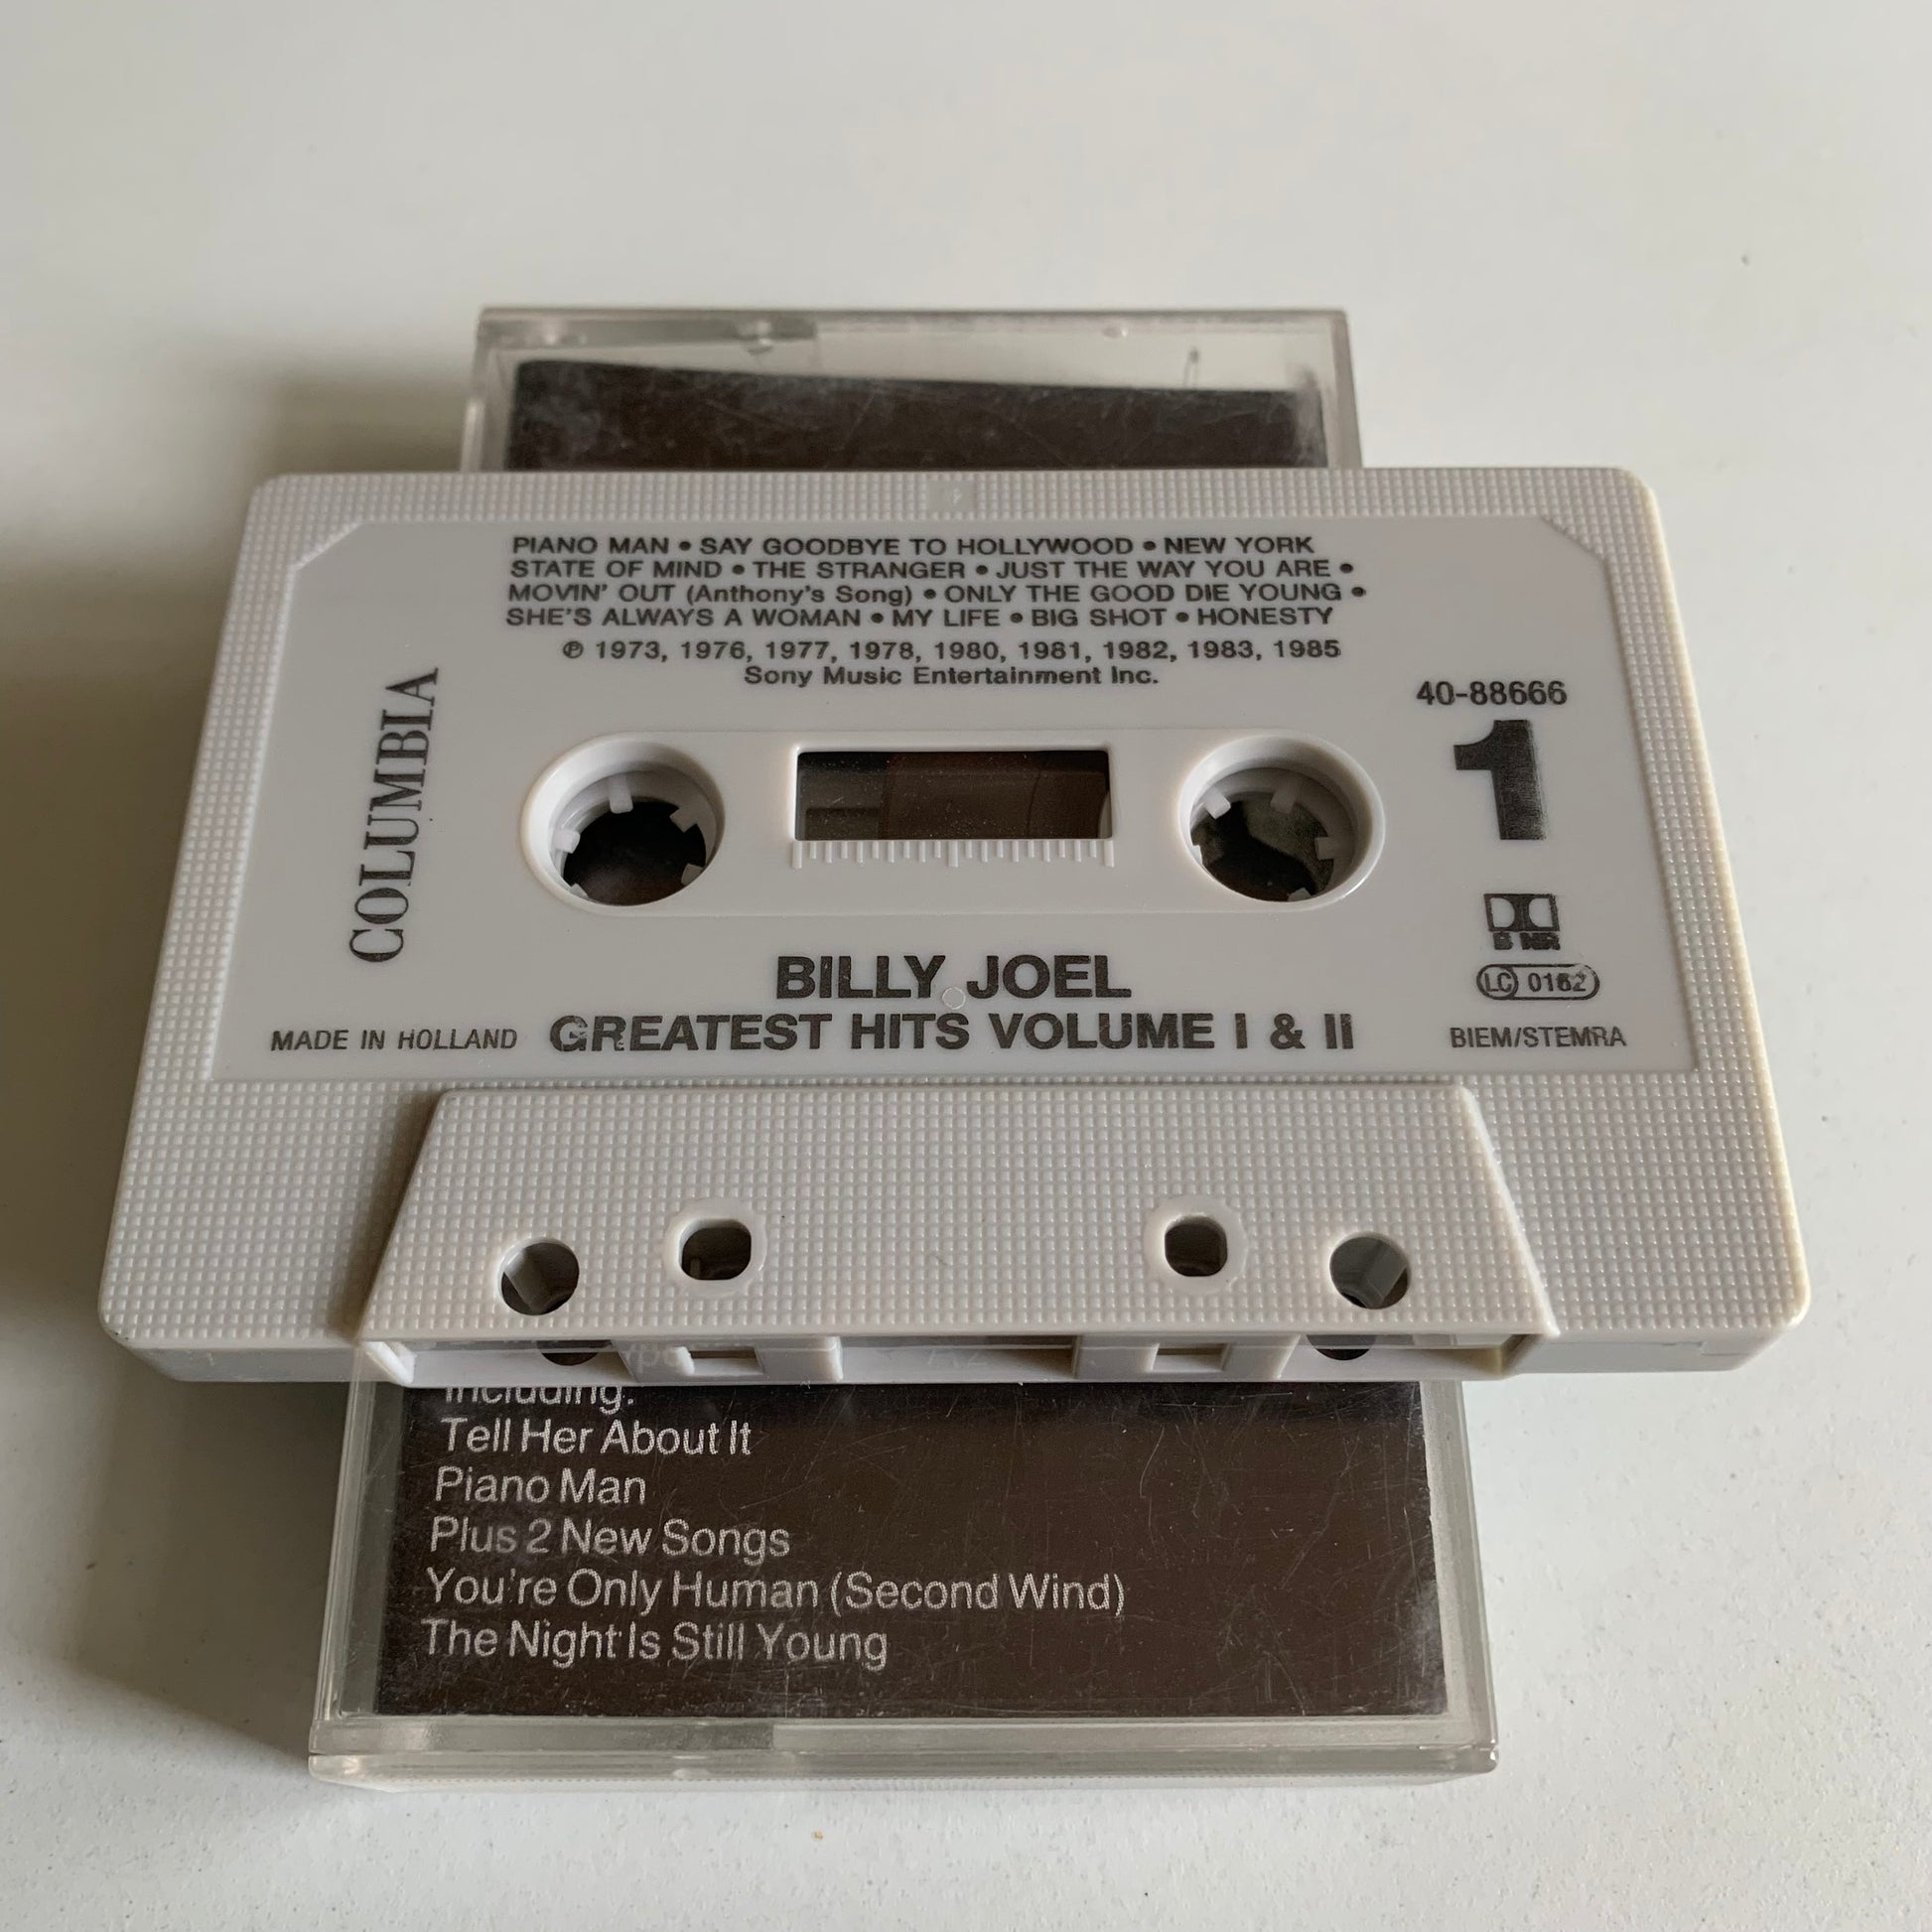 PIANO MAN • SAY GOODBYE TO HOLLYWOOD • NEW YORK
STATE OF MIND • THE STRANGER • JUST THE WAY YOU ARE •
MOVIN' OUT (Anthony's Song) • ONLY THE GOOD DIE YOUNG •
SHE'S ALWAYS A WOMAN • MY LIFE • BIG SHOT • HONESTY
℗ 1973, 1976, 1977, 1978, 1980, 1981, 1982, 1983, 1985
Sony Music Entertainment Inc.
COLUMBIA
40-88666
1
B NR
LC 0162
BILLY JOEL
GREATEST HITS VOLUME I & II
MADE IN HOLLAND
BIEM/STEMRA
Including:
Tell Her About It
Piano Man
Plus 2 New Songs
You're Only Human (Second Wind)
The Night Is Still Young